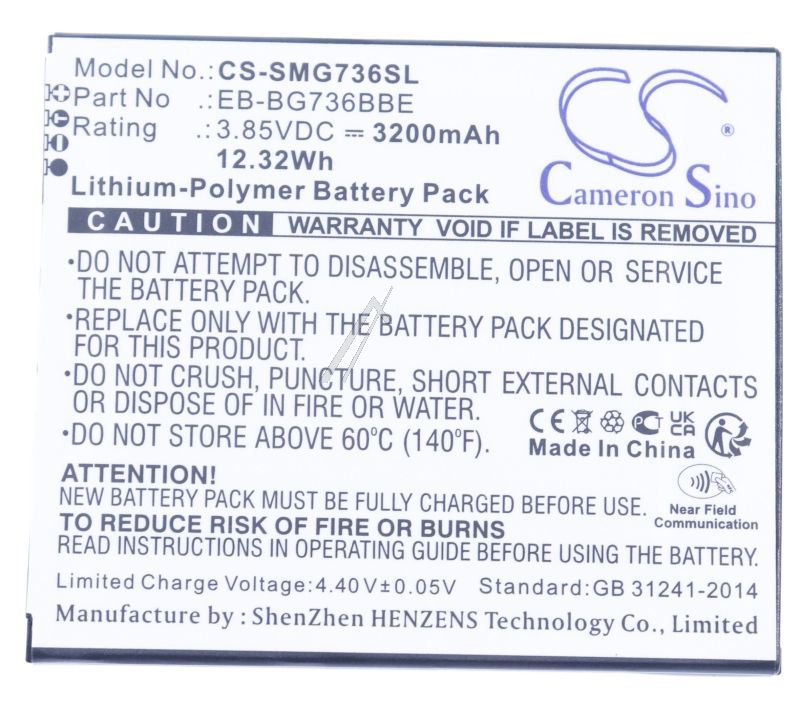 Model No.: CS-SMG736SL
Part No .: EB-BG736BBE
Rating .: 3.85VDC ⎓ 3200mAh
12.32Wh
Lithium-Polymer Battery Pack
CS
®
Cameron Sino
CAUTION WARRANTY VOID IF LABEL IS REMOVED
•DO NOT ATTEMPT TO DISASSEMBLE, OPEN OR SERVICE
THE BATTERY PACK.
•REPLACE ONLY WITH THE BATTERY PACK DESIGNATED
FOR THIS PRODUCT.
•DO NOT CRUSH, PUNCTURE, SHORT EXTERNAL CONTACTS
OR DISPOSE OF IN FIRE OR WATER.
•DO NOT STORE ABOVE 60ºC (140ºF).
CE UK CA
Made In China
ATTENTION!
NEW BATTERY PACK MUST BE FULLY CHARGED BEFORE USE.
Near Field
Communication
TO REDUCE RISK OF FIRE OR BURNS
READ INSTRUCTIONS IN OPERATING GUIDE BEFORE USE
Limited Charge Voltage:4.40V±0.05V Standard:GB 31241-2014
Manufacture by : ShenZhen HENZENS Technology Co., Limited